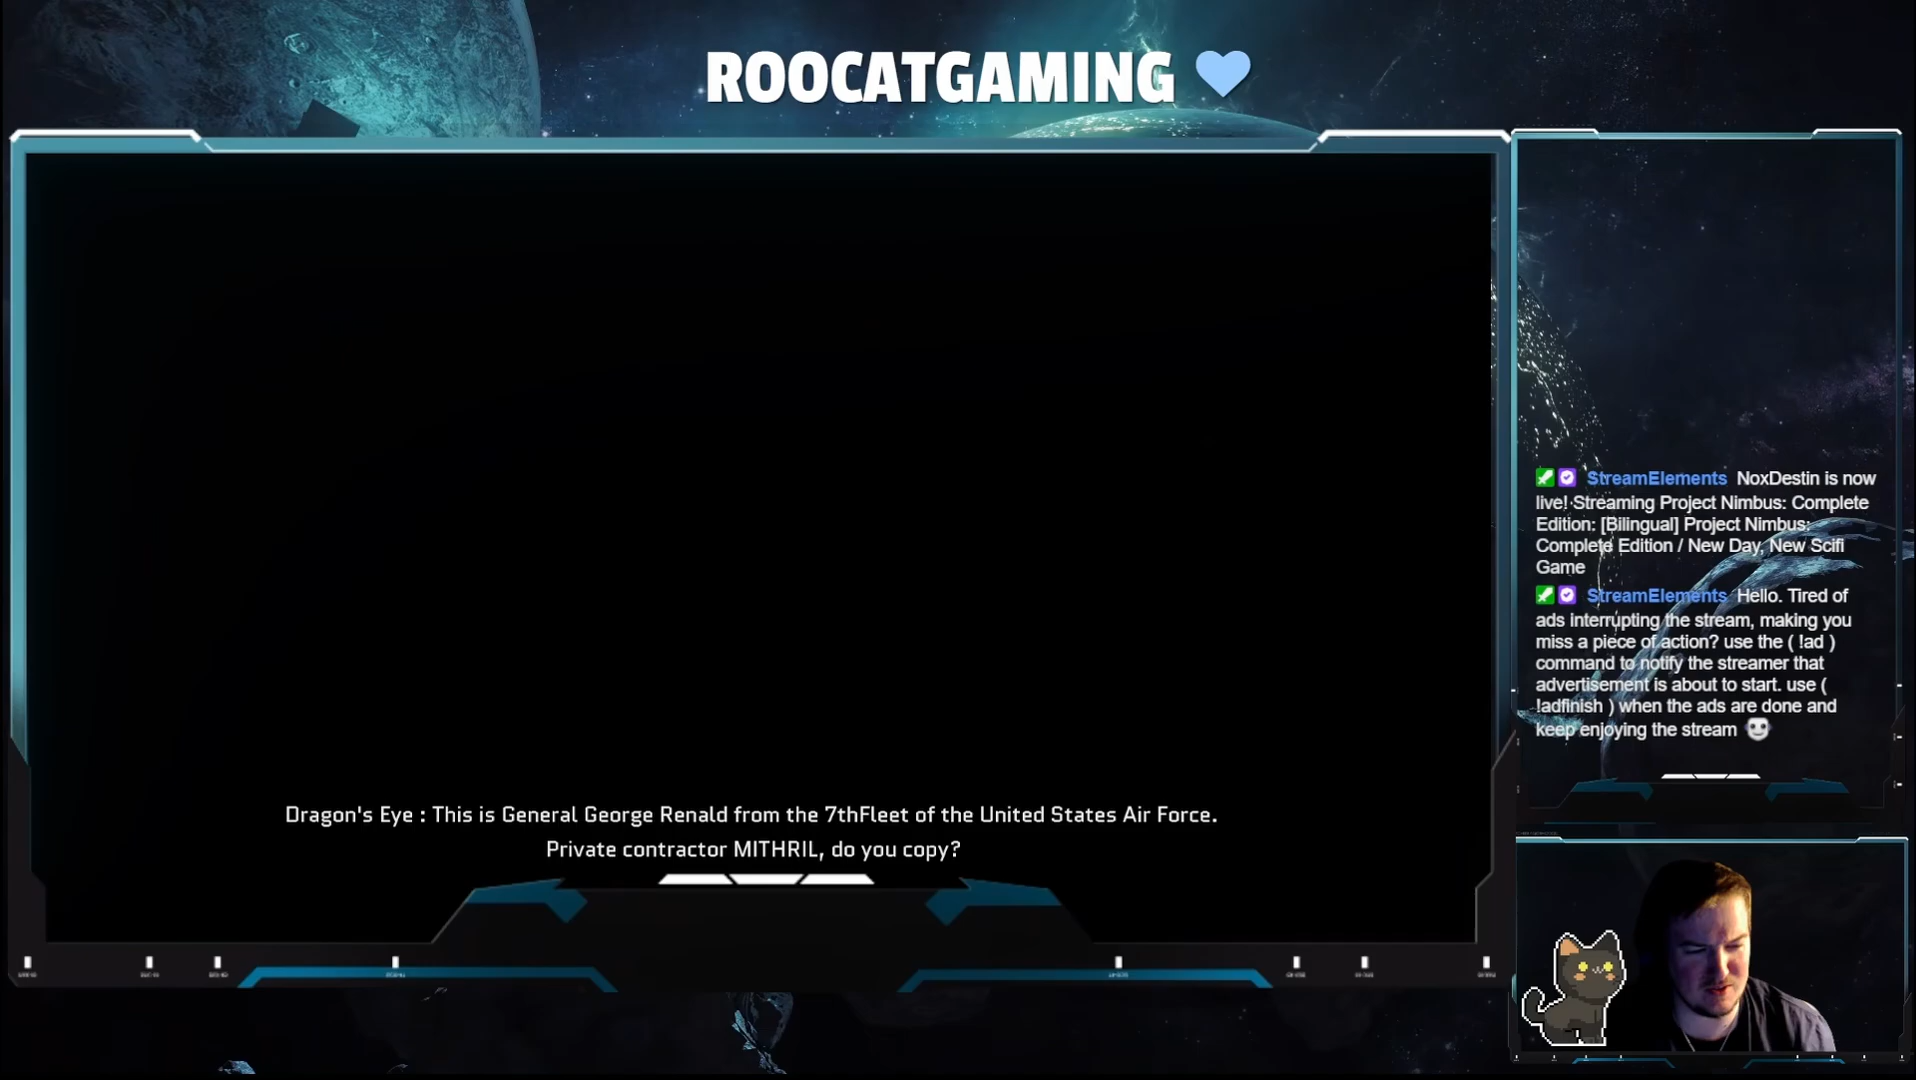 ROOCATGAMING
StreamElements NoxDestin is now
live! Streaming Project Nimbus: Complete
Edition: [Bilingual] Project Nimbus:
Complete Edition / New Day, New Scifi
Game
StreamElements Hello. Tired of
ads interrupting the stream, making you
miss a piece of action? use the ( !ad )
command to notify the streamer that
advertisement is about to start. use (
!adfinish ) when the ads are done and
keep enjoying the stream
Dragon's Eye : This is General George Renald from the 7thFleet of the United States Air Force.
Private contractor MITHRIL, do you copy?